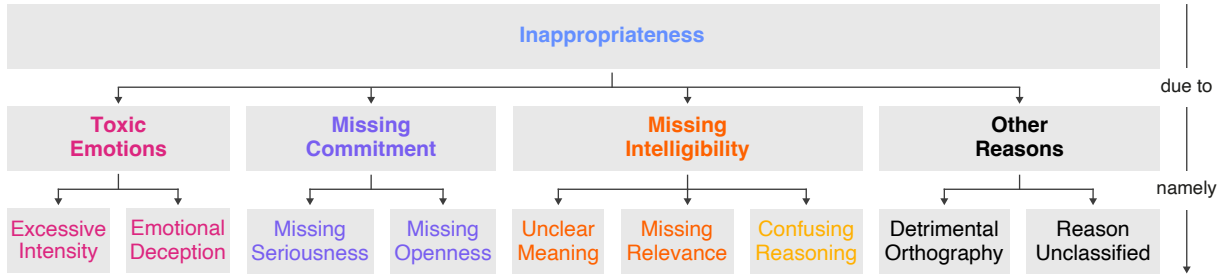 Inappropriateness
due to
Toxic
Emotions
Missing
Commitment
Missing
Intelligibility
Other
Reasons
namely
Excessive
Intensity
Emotional
Deception
Missing
Seriousness
Missing
Openness
Unclear
Meaning
Missing
Relevance
Confusing
Reasoning
Detrimental
Orthography
Reason
Unclassified